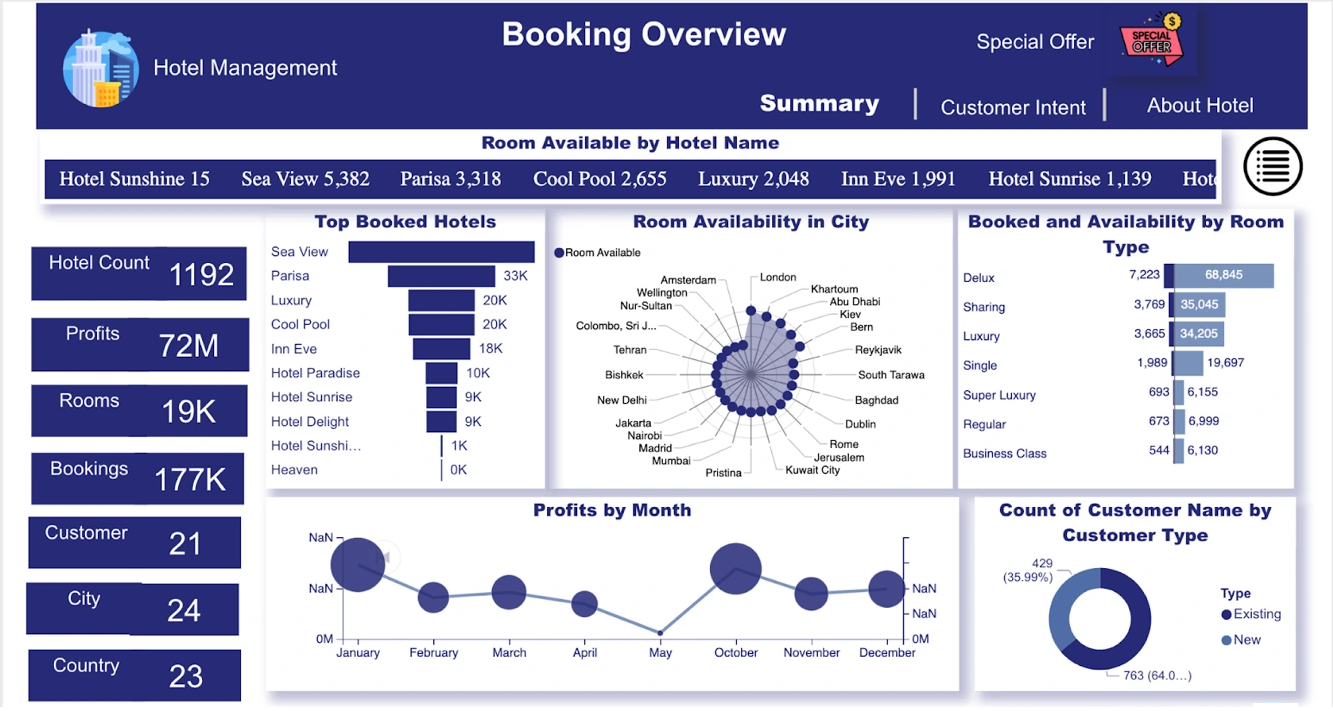 Booking Overview
Special Offer
SPECIAL
OFFER
$
Hotel Management
Summary
Customer Intent
About Hotel
Room Available by Hotel Name
Hotel Sunshine 15 Sea View 5,382 Parisa 3,318 Cool Pool 2,655 Luxury 2,048 Inn Eve 1,991 Hotel Sunrise 1,139 Hot
Hotel Count 1192
Profits 72M
Rooms 19K
Bookings 177K
Customer 21
City 24
Country 23
Top Booked Hotels
Sea View
Parisa 33K
Luxury 20K
Cool Pool 20K
Inn Eve 18K
Hotel Paradise 10K
Hotel Sunrise 9K
Hotel Delight 9K
Hotel Sunshi... 1K
Heaven 0K
Room Availability in City
Room Available
London
Khartoum
Abu Dhabi
Kiev
Bern
Reykjavik
South Tarawa
Baghdad
Dublin
Rome
Jerusalem
Kuwait City
Pristina
Mumbai
Madrid
Nairobi
Jakarta
New Delhi
Bishkek
Tehran
Colombo, Sri J...
Nur-Sultan
Wellington
Amsterdam
Booked and Availability by Room
Type
Delux 7,223 68,845
Sharing 3,769 35,045
Luxury 3,665 34,205
Single 1,989 19,697
Super Luxury 693 6,155
Regular 673 6,999
Business Class 544 6,130
Profits by Month
NaN
NaN
0M
NaN
NaN
0M
January February March April May October November December
Count of Customer Name by
Customer Type
429
(35.99%)
763 (64.0...)
Type
Existing
New